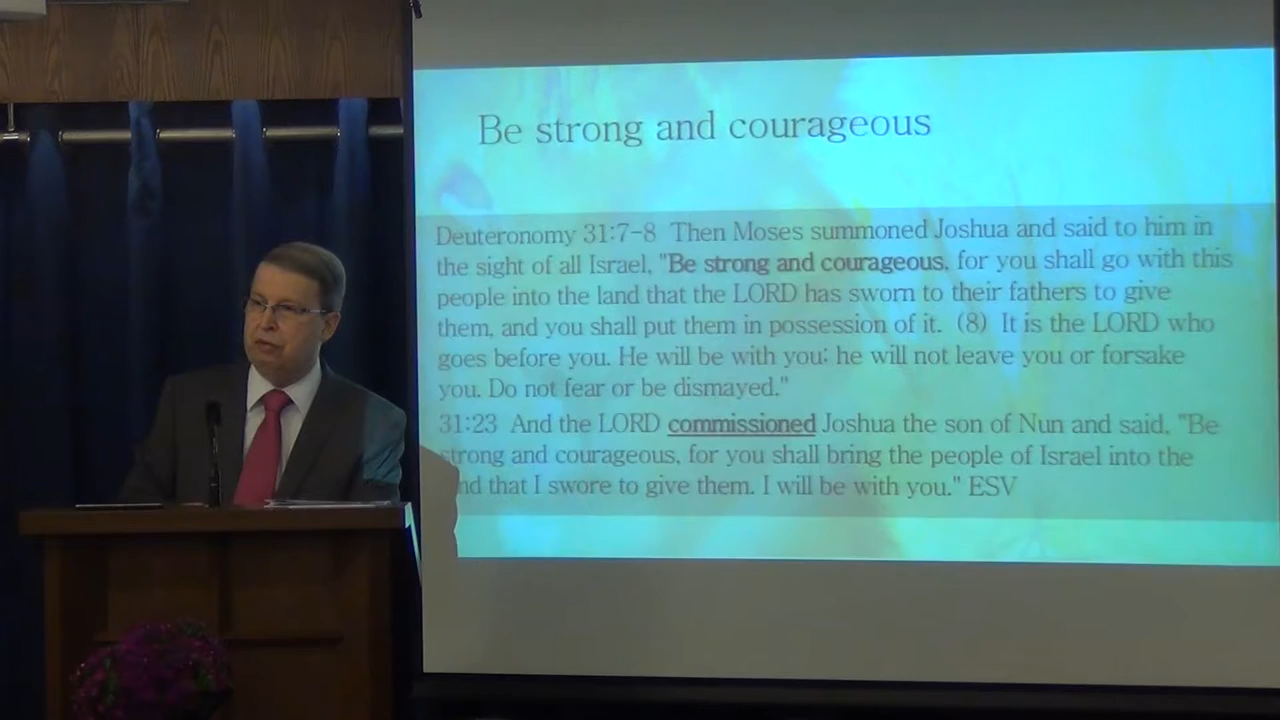 Be strong and courageous
Deuteronomy 31:7-8 Then Moses summoned Joshua and said to him in
the sight of all Israel, "Be strong and courageous, for you shall go with this
people into the land that the LORD has sworn to their fathers to give
them, and you shall put them in possession of it. (8) It is the LORD who
goes before you. He will be with you; he will not leave you or forsake
you. Do not fear or be dismayed."
31:23 And the LORD commissioned Joshua the son of Nun and said, "Be
strong and courageous, for you shall bring the people of Israel into the
nd that I swore to give them. I will be with you." ESV